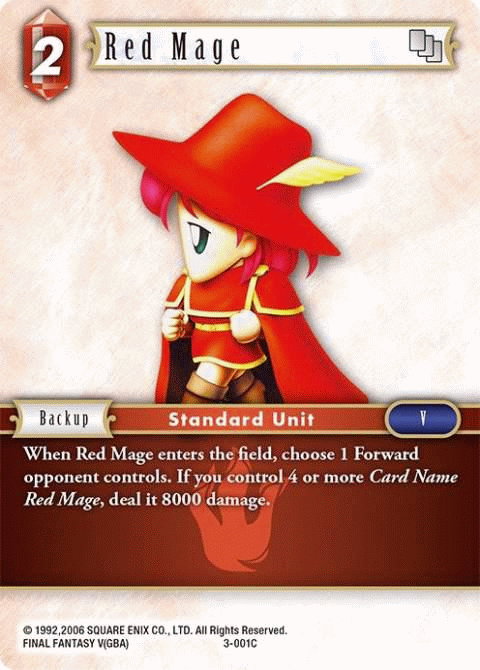 2
Red Mage
Backup
Standard Unit
V
When Red Mage enters the field, choose 1 Forward
opponent controls. If you control 4 or more Card Name
Red Mage, deal it 8000 damage.
© 1992,2006 SQUARE ENIX CO., LTD. All Rights Reserved.
FINAL FANTASY V(GBA)
3-001C